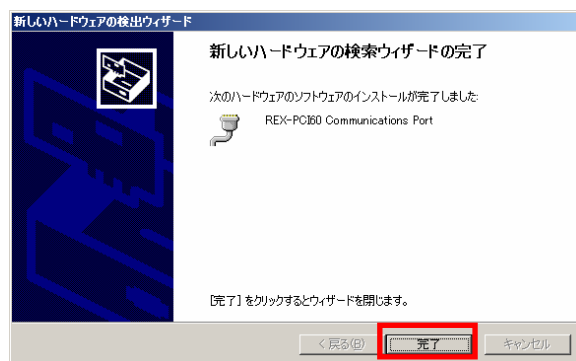 新しいハードウェアの検出ウィザード
新しいハードウェアの検索ウィザードの完了
次のハードウェアのソフトウェアのインストールが完了しました:
REX-PCI60 Communications Port
[完了] をクリックするとウィザードを閉じます。
< 戻る(B)
完了
キャンセル